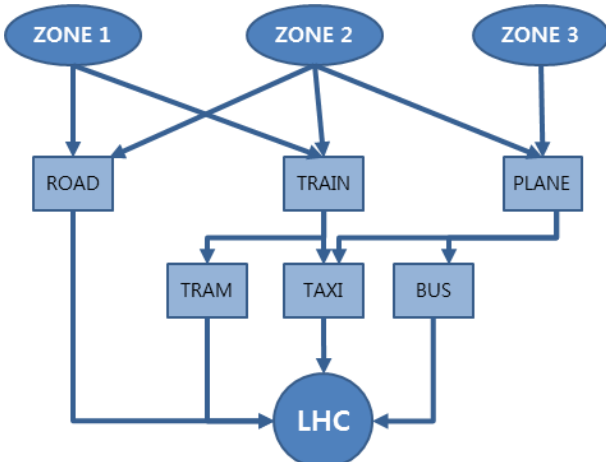 ZONE 1
ZONE 2
ZONE 3
ROAD
TRAIN
PLANE
TRAM
TAXI
BUS
LHC